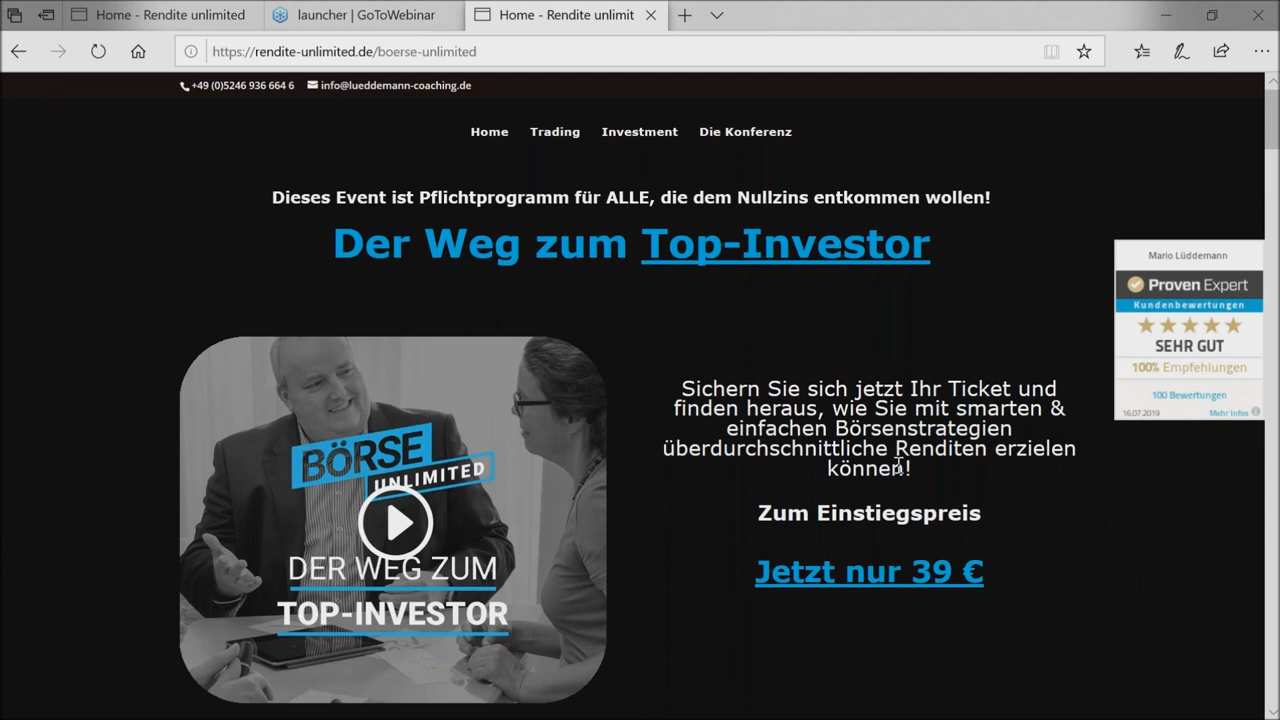 Home - Rendite unlimited
launcher | GoToWebinar
Home - Rendite unlimit
https://rendite-unlimited.de/boerse-unlimited
+49 (0)5246 936 664 6
info@lueddemann-coaching.de
Home
Trading
Investment
Die Konferenz
Dieses Event ist Pflichtprogramm für ALLE, die dem Nullzins entkommen wollen!
Der Weg zum Top-Investor
Mario Lüddemann
Proven Expert
Kundenbewertungen
SEHR GUT
100% Empfehlungen
100 Bewertungen
16.07.2019
Mehr Infos
BÖRSE
UNLIMITED
DER WEG ZUM
TOP-INVESTOR
Sichern Sie sich jetzt Ihr Ticket und
finden heraus, wie Sie mit smarten &
einfachen Börsenstrategien
überdurchschnittliche Renditen erzielen
können!
Zum Einstiegspreis
Jetzt nur 39 €